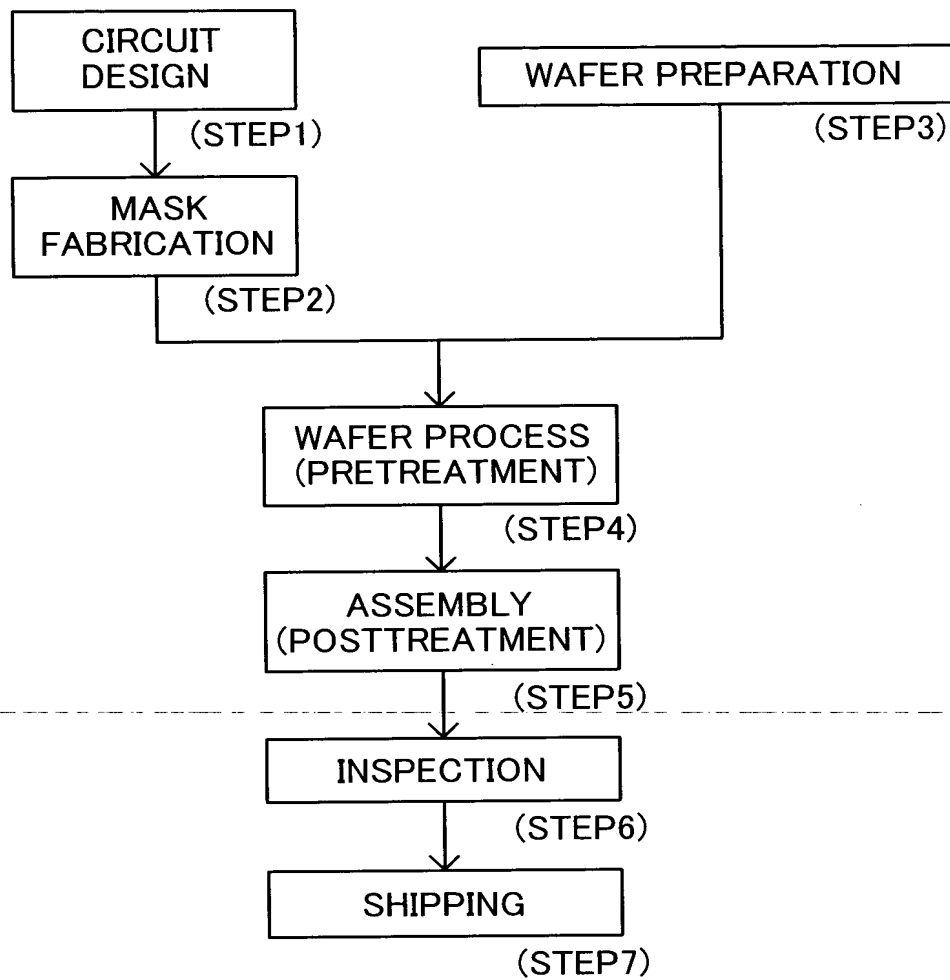 CIRCUIT
DESIGN
(STEP1)
MASK
FABRICATION
(STEP2)
WAFER PREPARATION
(STEP3)
WAFER PROCESS
(PRETREATMENT)
(STEP4)
ASSEMBLY
(POSTTREATMENT)
(STEP5)
INSPECTION
(STEP6)
SHIPPING
(STEP7)